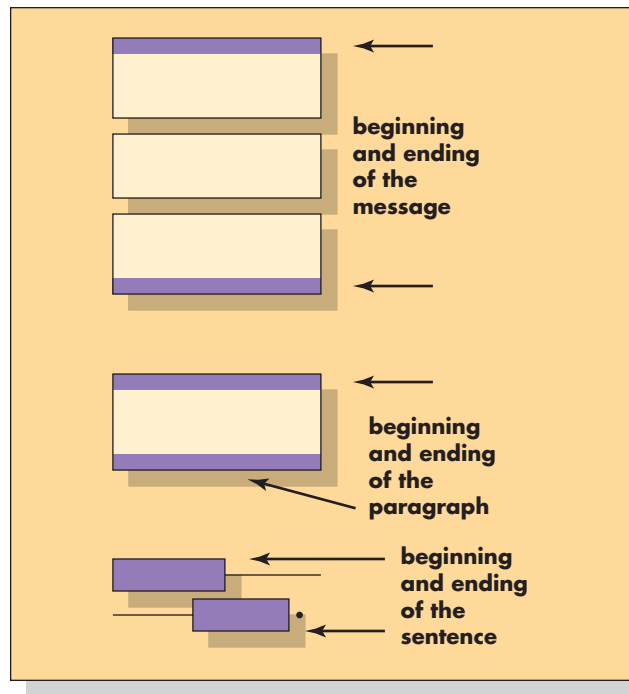 beginning
and ending
of the
message
beginning
and ending
of the
paragraph
beginning
and ending
of the
sentence